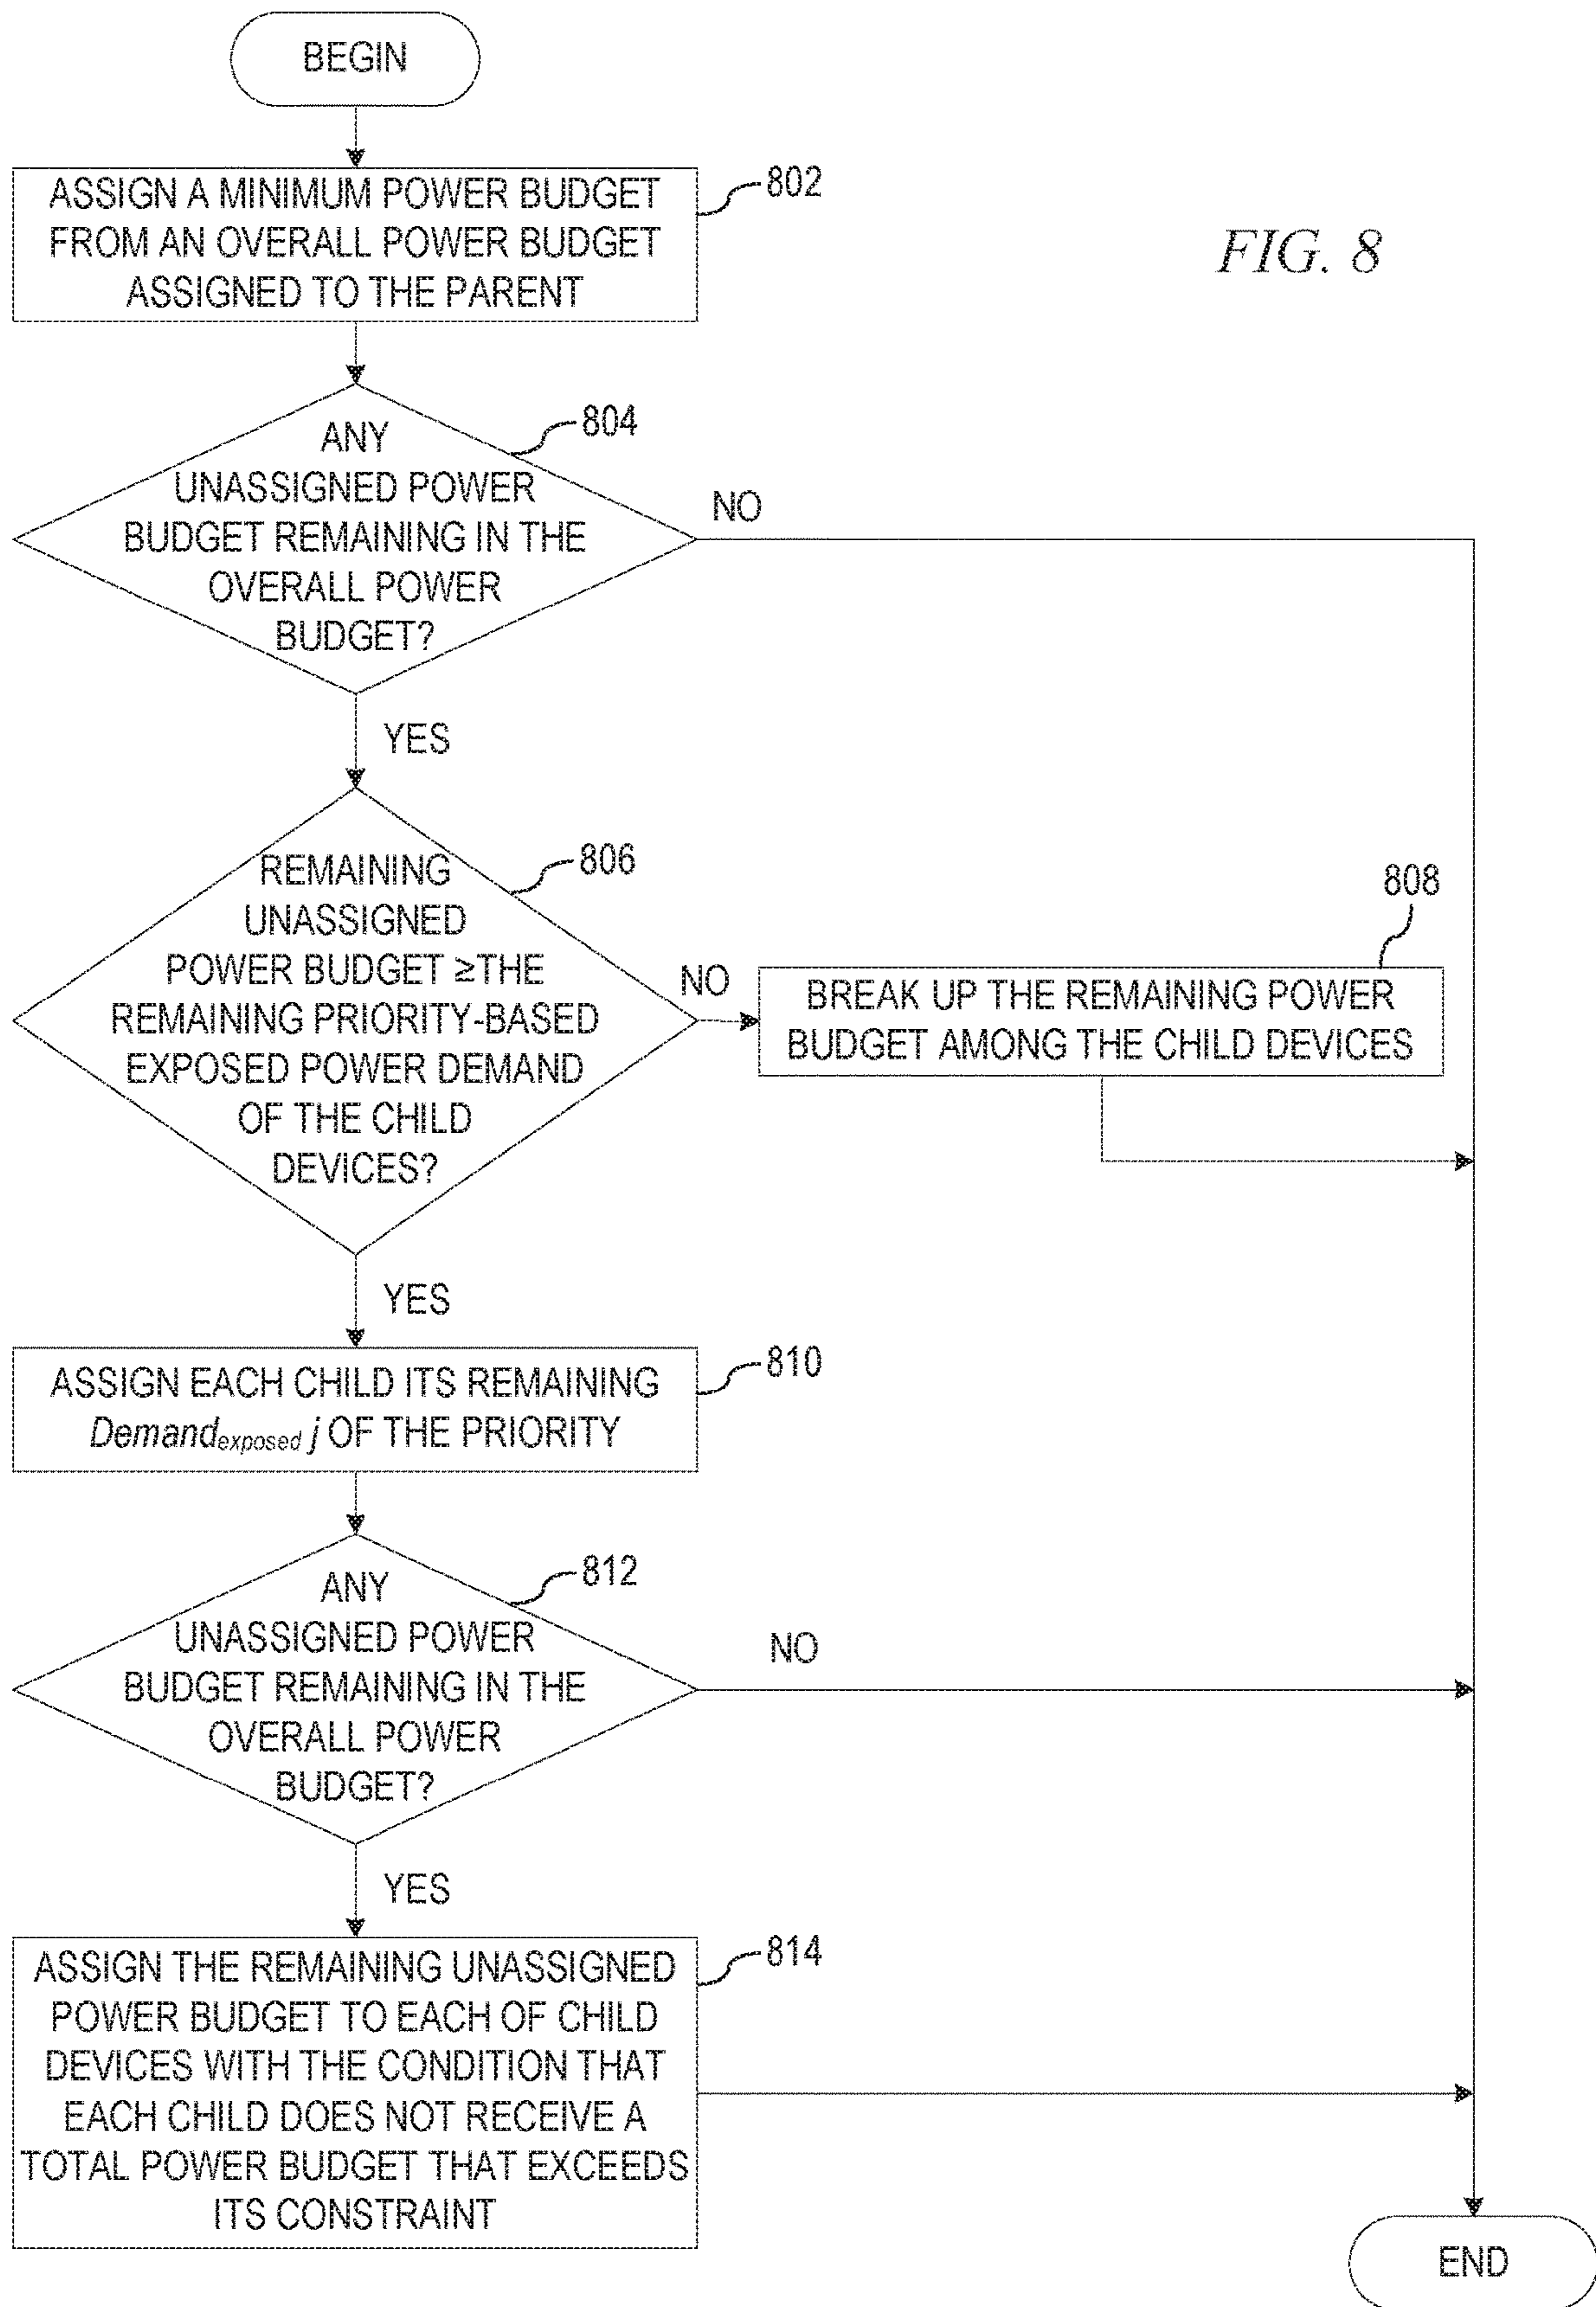 BEGIN
ASSIGN A MINIMUM POWER BUDGET
FROM AN OVERALL POWER BUDGET
ASSIGNED TO THE PARENT
802
FIG. 8
ANY
UNASSIGNED POWER
BUDGET REMAINING IN THE
OVERALL POWER
BUDGET?
804
NO
YES
REMAINING
UNASSIGNED
POWER BUDGET ≥THE
REMAINING PRIORITY-BASED
EXPOSED POWER DEMAND
OF THE CHILD
DEVICES?
806
NO
808
BREAK UP THE REMAINING POWER
BUDGET AMONG THE CHILD DEVICES
YES
ASSIGN EACH CHILD ITS REMAINING
Demandexposed j OF THE PRIORITY
810
ANY
UNASSIGNED POWER
BUDGET REMAINING IN THE
OVERALL POWER
BUDGET?
812
NO
YES
ASSIGN THE REMAINING UNASSIGNED
POWER BUDGET TO EACH OF CHILD
DEVICES WITH THE CONDITION THAT
EACH CHILD DOES NOT RECEIVE A
TOTAL POWER BUDGET THAT EXCEEDS
ITS CONSTRAINT
814
END